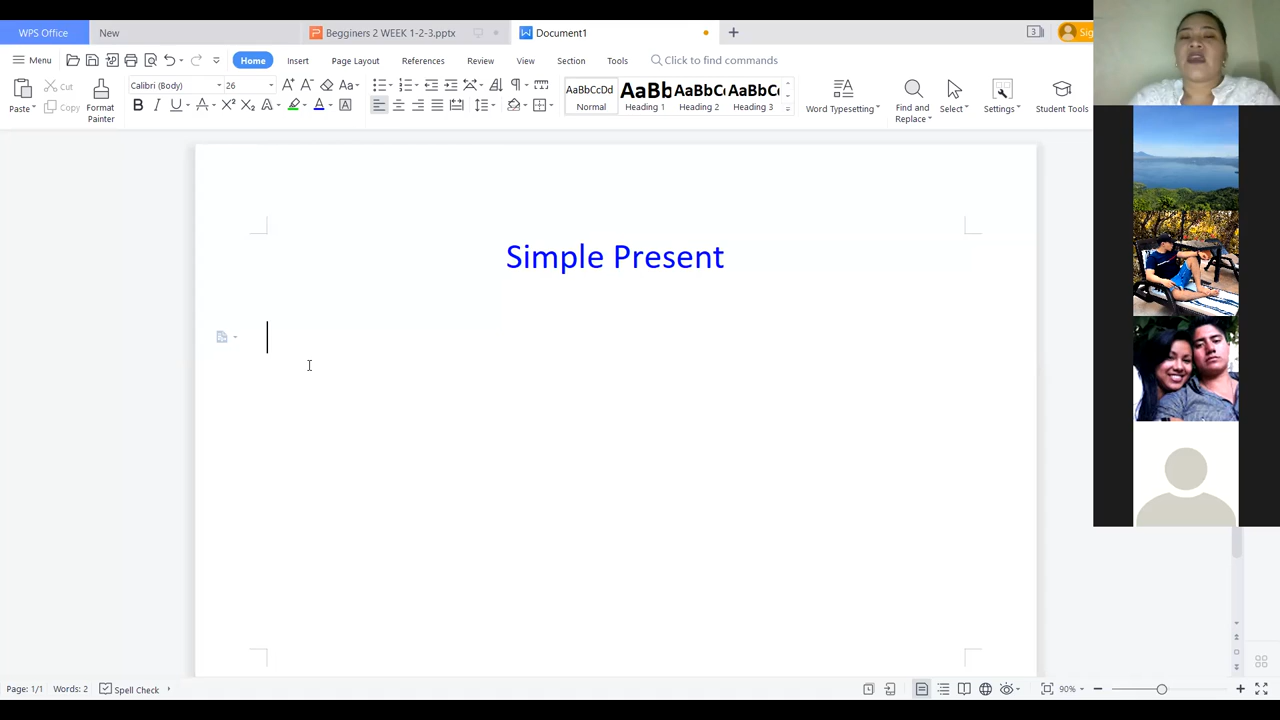 WPS Office New Begginers 2 WEEK 1-2-3.pptx Document1 3 Sig
Menu Home Insert Page Layout References Review View Section Tools Click to find commands
Calibri (Body) 26
AaBbCcDd AaBb AaBbC AaBbC
Paste Cut Copy Format Painter Normal Heading 1 Heading 2 Heading 3 Word Typesetting Find and Replace Select Settings Student Tools
Simple Present
Page: 1/1 Words: 2 Spell Check 90%